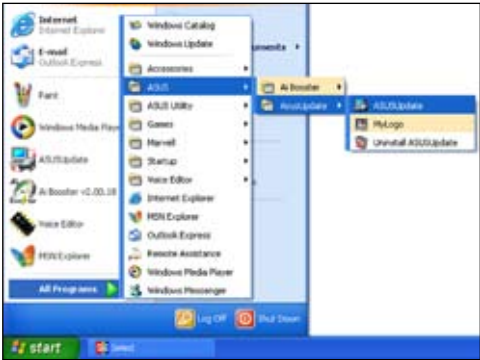 Internet
Internet Explorer
E-mail
Outlook Express
Paint
Windows Media Play
ASUSUpdate
Ai Booster v2.00.18
Voice Editor
MSN Explorer
All Programs
Windows Catalog
Windows Update
Accessories
ASUS
ASUS Utility
Games
Marvell
Startup
Voice Editor
Internet Explorer
MSN Explorer
Outlook Express
Remote Assistance
Windows Media Player
Windows Messenger
uments
Ai Booster
AsusUpdate
ASUSUpdate
MyLogo
Uninstall ASUSUpdate
Log Off
Shut Down
start